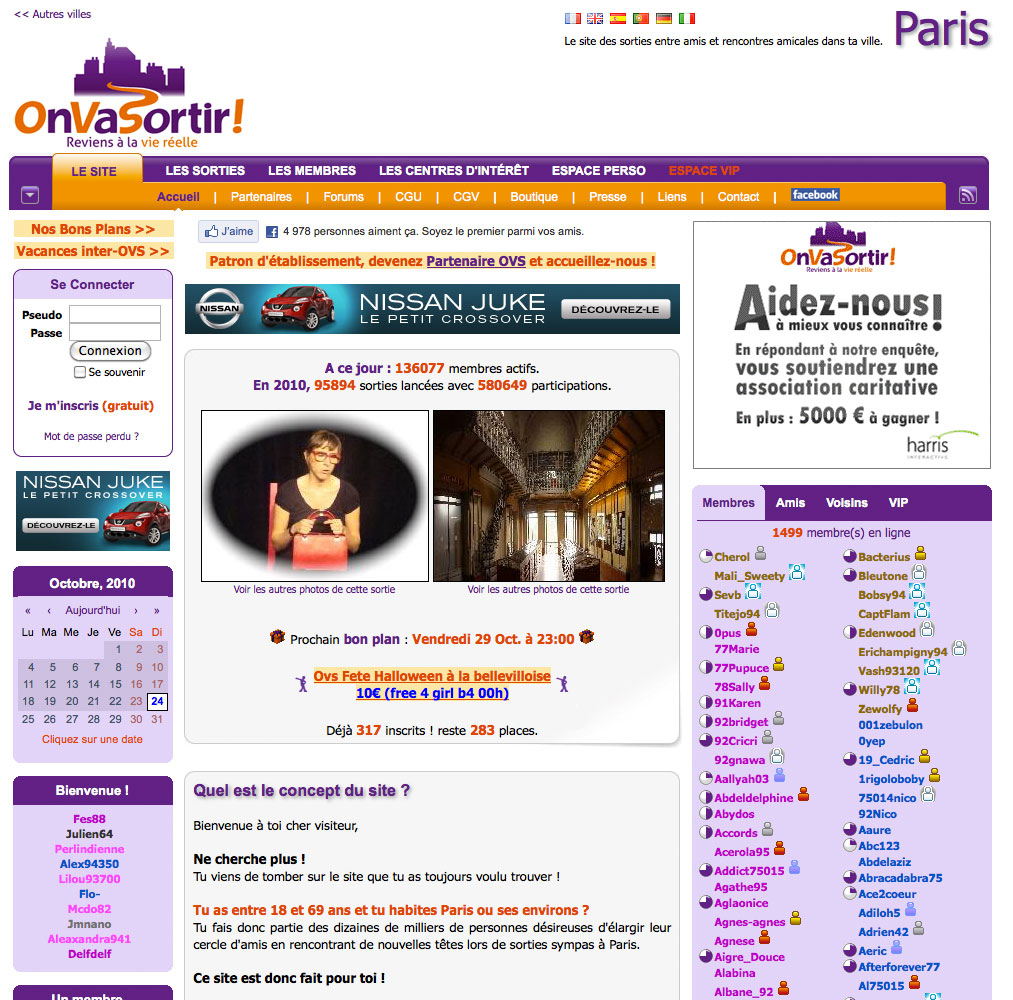 << Autres villes
Le site des sorties entre amis et rencontres amicales dans ta ville.
Paris
OnVaSortir!
Reviens à la vie réelle
LE SITE
LES SORTIES
LES MEMBRES
LES CENTRES D'INTÉRÊT
ESPACE PERSO
ESPACE VIP
Accueil | Partenaires | Forums | CGU | CGV | Boutique | Presse | Liens | Contact | facebook
Nos Bons Plans >>
Vacances inter-OVS >>
Se Connecter
Pseudo
Passe
Connexion
Se souvenir
Je m'inscris (gratuit)
Mot de passe perdu ?
NISSAN JUKE
LE PETIT CROSSOVER
DÉCOUVREZ-LE
Octobre, 2010
« ‹ Aujourd'hui › »
Lu Ma Me Je Ve Sa Di
1 2 3
4 5 6 7 8 9 10
11 12 13 14 15 16 17
18 19 20 21 22 23 24
25 26 27 28 29 30 31
Cliquez sur une date
Bienvenue !
Fes88
Julien64
Perlindienne
Alex94350
Lilou93700
Flo-
Mcdo82
Jmnano
Aleaxandra941
Delfdelf
Un membre
J'aime
4 978 personnes aiment ça. Soyez le premier parmi vos amis.
Patron d'établissement, devenez Partenaire OVS et accueillez-nous !
NISSAN
NISSAN JUKE
LE PETIT CROSSOVER
DÉCOUVREZ-LE
A ce jour : 136077 membres actifs.
En 2010, 95894 sorties lancées avec 580649 participations.
Voir les autres photos de cette sortie
Voir les autres photos de cette sortie
Prochain bon plan : Vendredi 29 Oct. à 23:00
Ovs Fete Halloween à la bellevilloise
10€ (free 4 girl b4 00h)
Déjà 317 inscrits ! reste 283 places.
Quel est le concept du site ?
Bienvenue à toi cher visiteur,
Ne cherche plus !
Tu viens de tomber sur le site que tu as toujours voulu trouver !
Tu as entre 18 et 69 ans et tu habites Paris ou ses environs ?
Tu fais donc partie des dizaines de milliers de personnes désireuses d'élargir leur
cercle d'amis en rencontrant de nouvelles têtes lors de sorties sympas à Paris.
Ce site est donc fait pour toi !
OnVaSortir!
Reviens à la vie réelle
Aidez-nous!
à mieux vous connaître !
En répondant à notre enquête,
vous soutiendrez une
association caritative
En plus : 5000 € à gagner !
harris
INTERACTIVE
Membres
Amis
Voisins
VIP
1499 membre(s) en ligne
Cherol
Mali_Sweety
Sevb
Titejo94
0pus
77Marie
77Pupuce
78Sally
91Karen
92bridget
92Cricri
92gnawa
Aallyah03
Abdeldelphine
Abydos
Accords
Acerola95
Addict75015
Agathe95
Aglaonice
Agnes-agnes
Agnese
Aigre_Douce
Alabina
Albane_92
Bacterius
Bleutone
Bobsy94
CaptFlam
Edenwood
Erichampigny94
Vash93120
Willy78
Zewolfy
001zebulon
0yep
19_Cedric
1rigoloboby
75014nico
92Nico
Aaure
Abc123
Abdelaziz
Abracadabra75
Ace2coeur
Adiloh5
Adrien42
Aeric
Afterforever77
Al75015